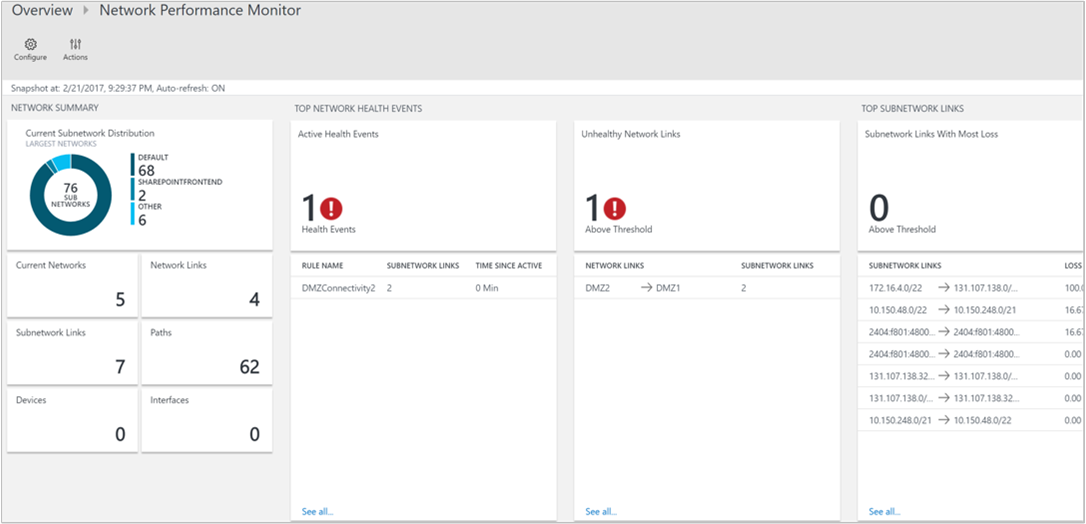 Overview Network Performance Monitor
Configure Actions
Snapshot at: 2/21/2017, 9:29:37 PM, Auto-refresh: ON
NETWORK SUMMARY
Current Subnetwork Distribution
LARGEST NETWORKS
76
SUB
NETWORKS
DEFAULT
68
SHAREPOINTFRONTEND
2
OTHER
6
Current Networks
5
Network Links
4
Subnetwork Links
7
Paths
62
Devices
0
Interfaces
0
TOP NETWORK HEALTH EVENTS
Active Health Events
1
Health Events
RULE NAME SUBNETWORK LINKS TIME SINCE ACTIVE
DMZConnectivity2 2 0 Min
See all...
Unhealthy Network Links
1
Above Threshold
NETWORK LINKS SUBNETWORK LINKS
DMZ2 → DMZ1 2
See all...
TOP SUBNETWORK LINKS
Subnetwork Links With Most Loss
0
Above Threshold
SUBNETWORK LINKS LOSS
172.16.4.0/22 → 131.107.138.0/... 100.
10.150.48.0/22 → 10.150.248.0/21 16.67
2404:f801:4800... → 2404:f801:4800... 16.67
2404:f801:4800... → 2404:f801:4800... 0.00
131.107.138.32... → 131.107.138.0/... 0.00
131.107.138.0/... → 131.107.138.32... 0.00
10.150.248.0/21 → 10.150.48.0/22 0.00
See all...